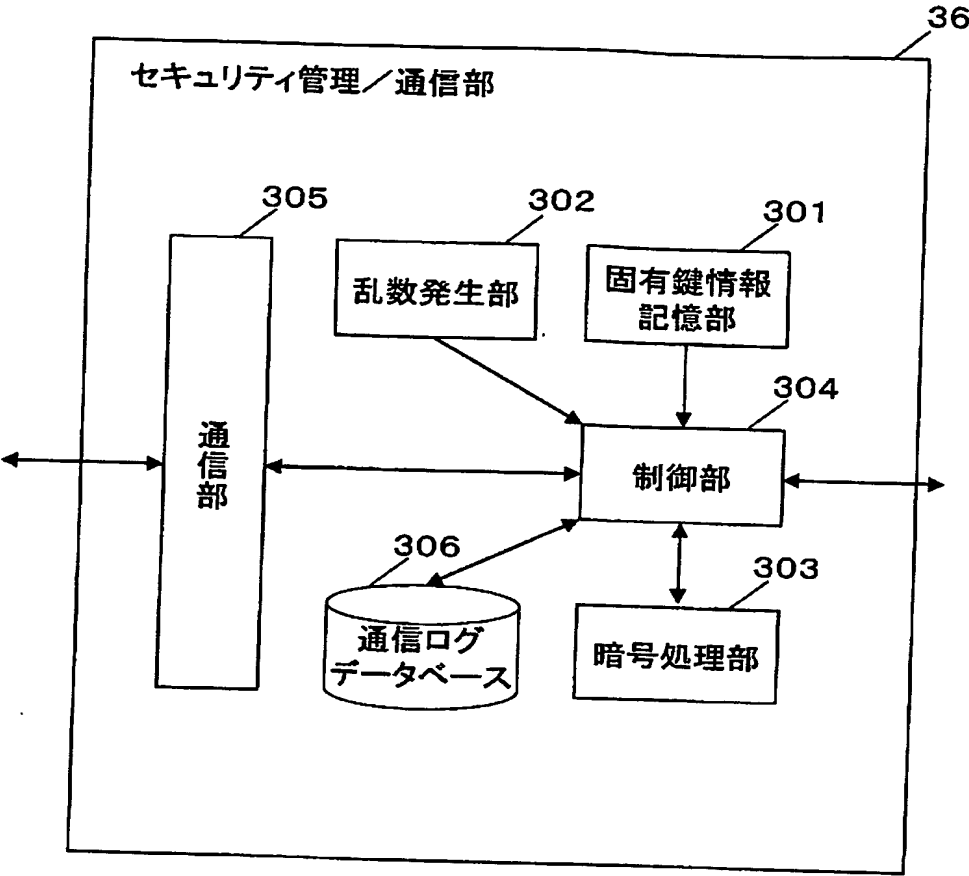 36
セキュリティ管理／通信部
305
302
301
乱数発生部
固有鍵情報
記憶部
304
通信部
制御部
306
303
通信ログ
データベース
暗号処理部